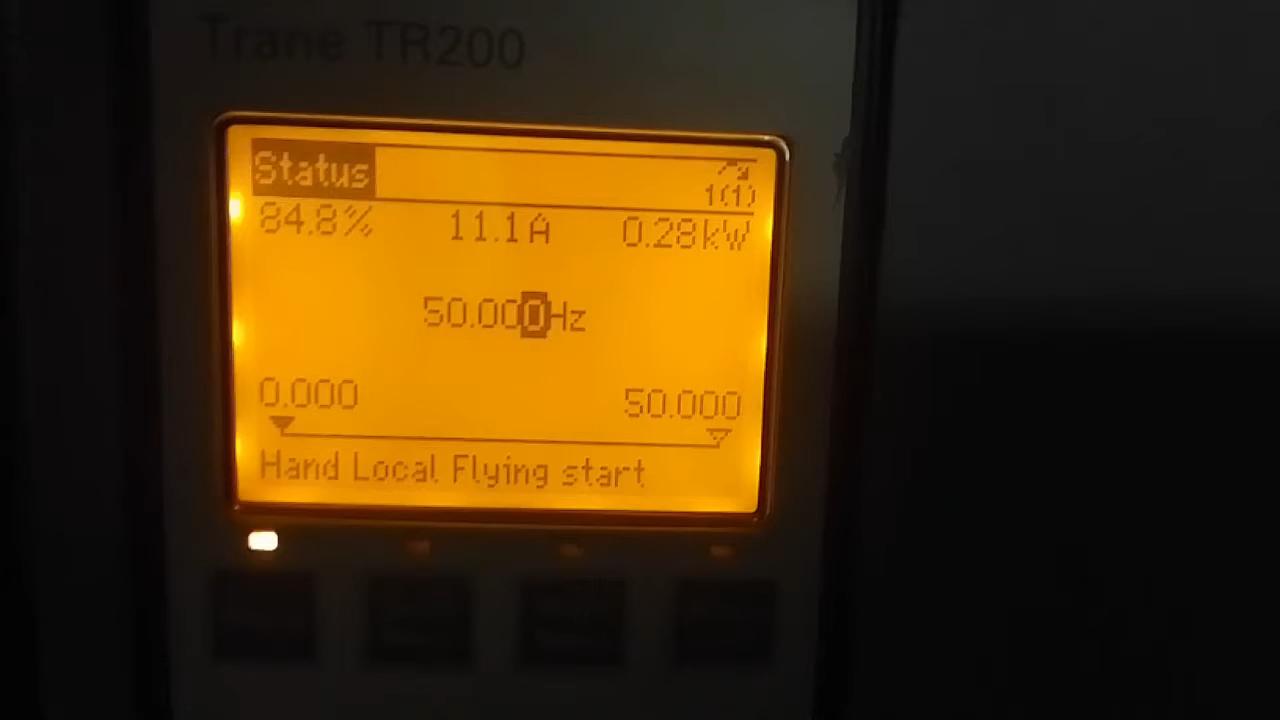 Trane TR200
Status
1(1)
84.8% 11.1A 0.28kW
50.000Hz
0.000 50.000
Hand Local Flying start